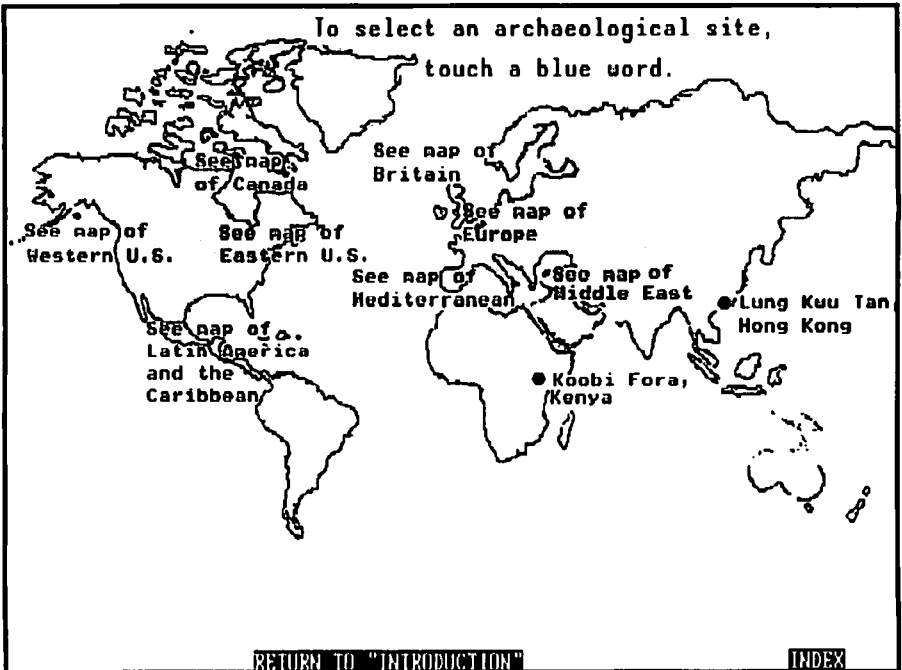 To select an archaeological site,
touch a blue word.
See map
of Canada
See map of
Britain
See map of
Western U.S.
See map of
Eastern U.S.
See map of
Europe
See map of
Mediterranean
See map of
Middle East
Lung Kuu Tan,
Hong Kong
See map of
Latin America
and the
Caribbean
Koobi Fora,
Kenya
RETURN TO "INTRODUCTION"
INDEX